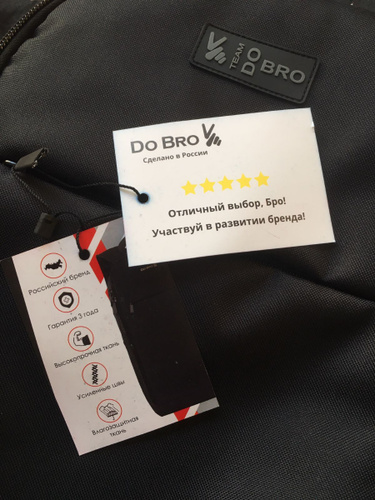 TEAM
DO
BRO
DO BRO
Сделано в России
Отличный выбор, Бро!
Участвуй в развитии бренда!
Российский бренд
Гарантия 3 года
Высокопрочная ткань
Усиленные швы
Влагозащитная
ткань